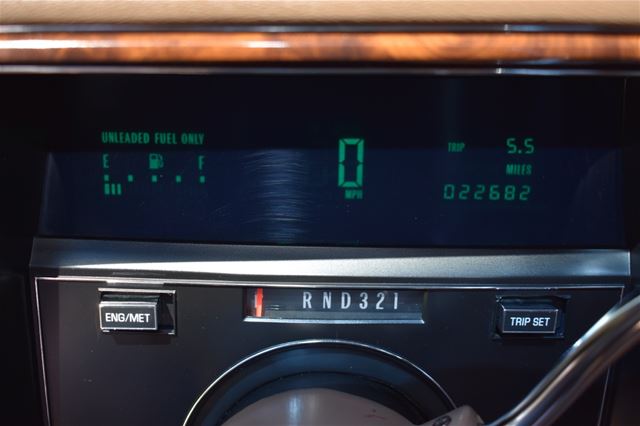 UNLEADED FUEL ONLY
E F
0
MPH
TRIP 5.5
MILES
022682
RND321
ENG/MET
TRIP SET